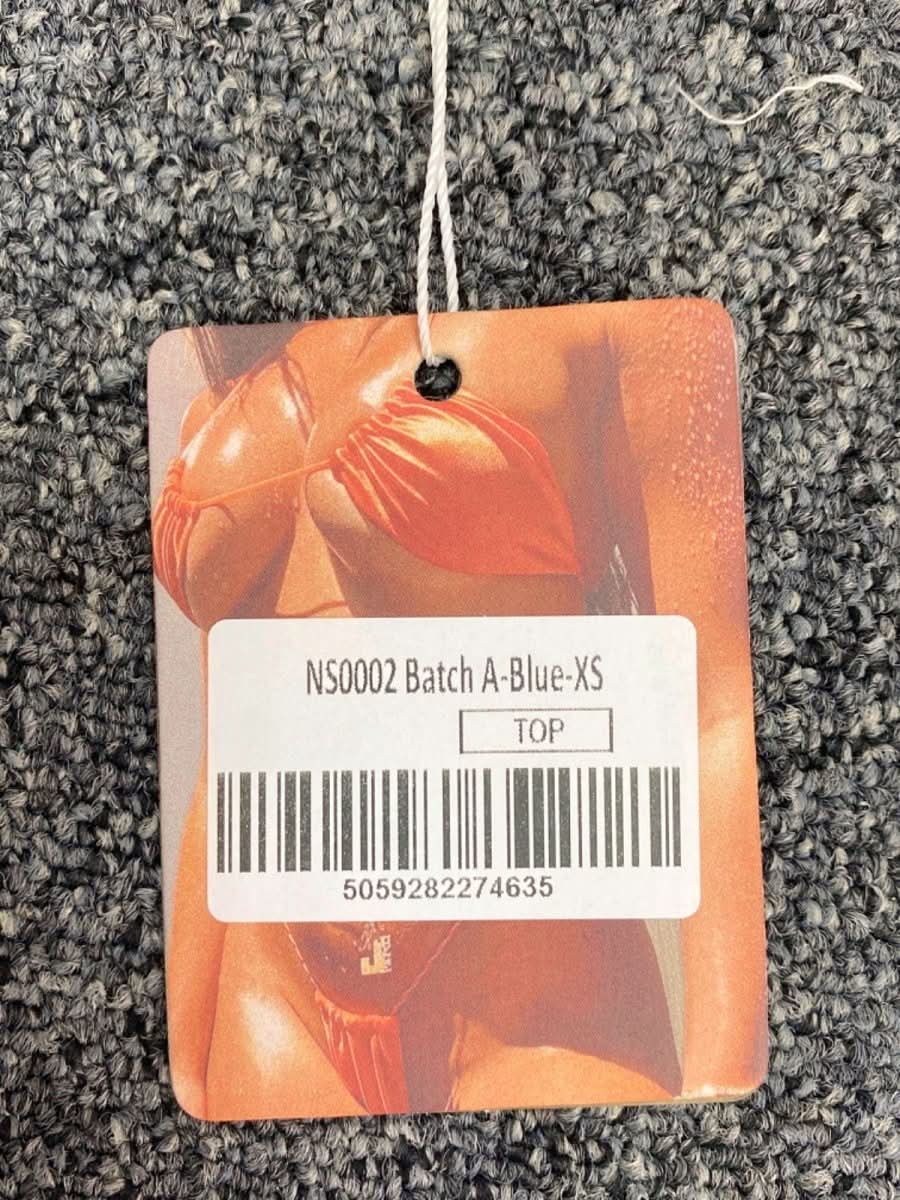 NS0002 Batch A-Blue-XS
TOP
5059282274635